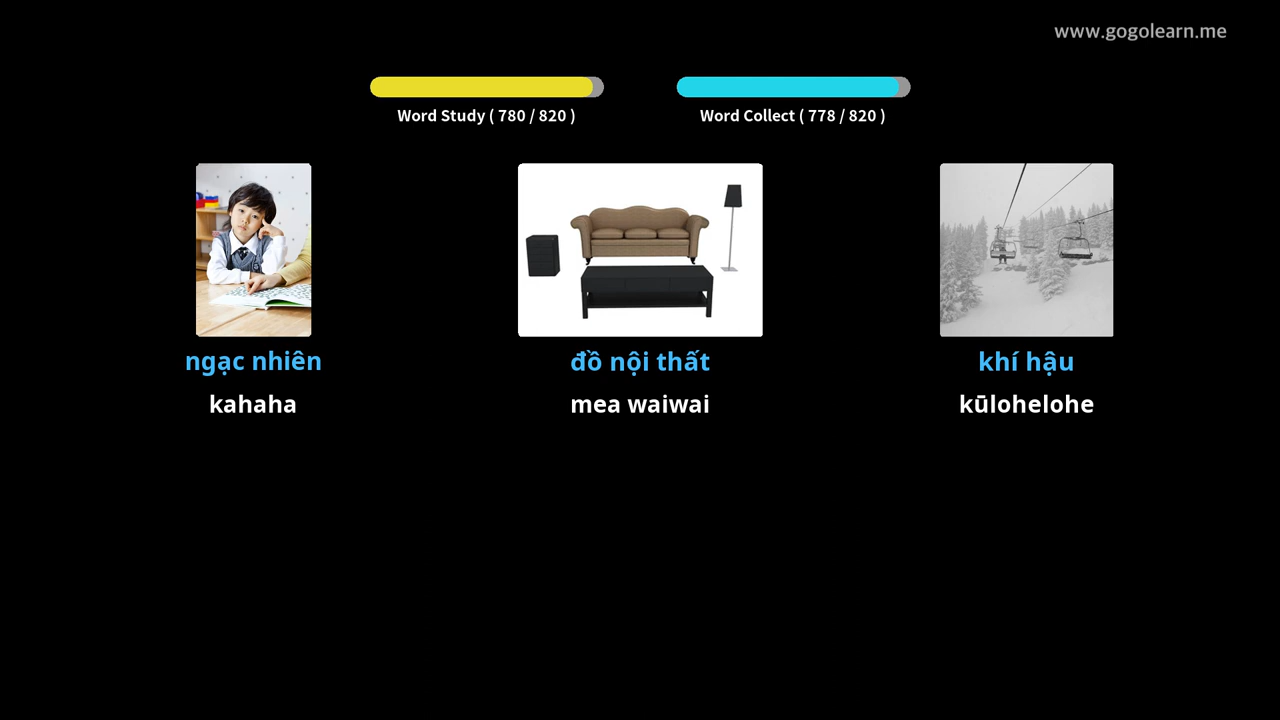 www.gogolearn.me
Word Study ( 780 / 820 )
Word Collect ( 778 / 820 )
ngạc nhiên
đồ nội thất
khí hậu
kahaha
mea waiwai
kūlohelohe